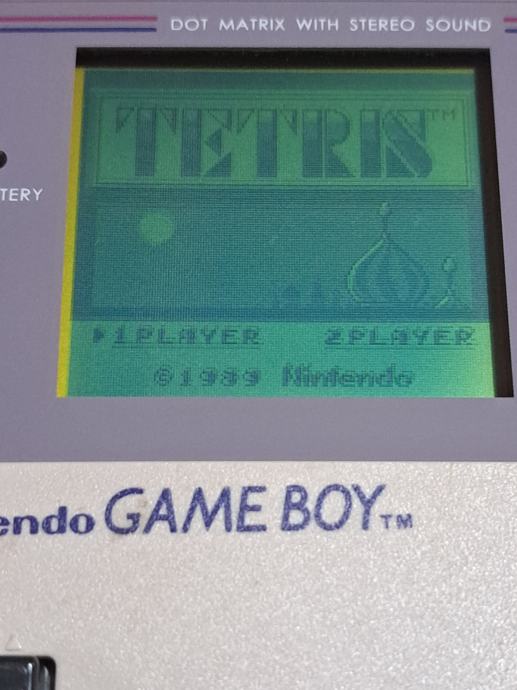 DOT MATRIX WITH STEREO SOUND
TERY
TETRIS™
▶1PLAYER 2PLAYER
©1989 Nintendo
endo GAME BOY™